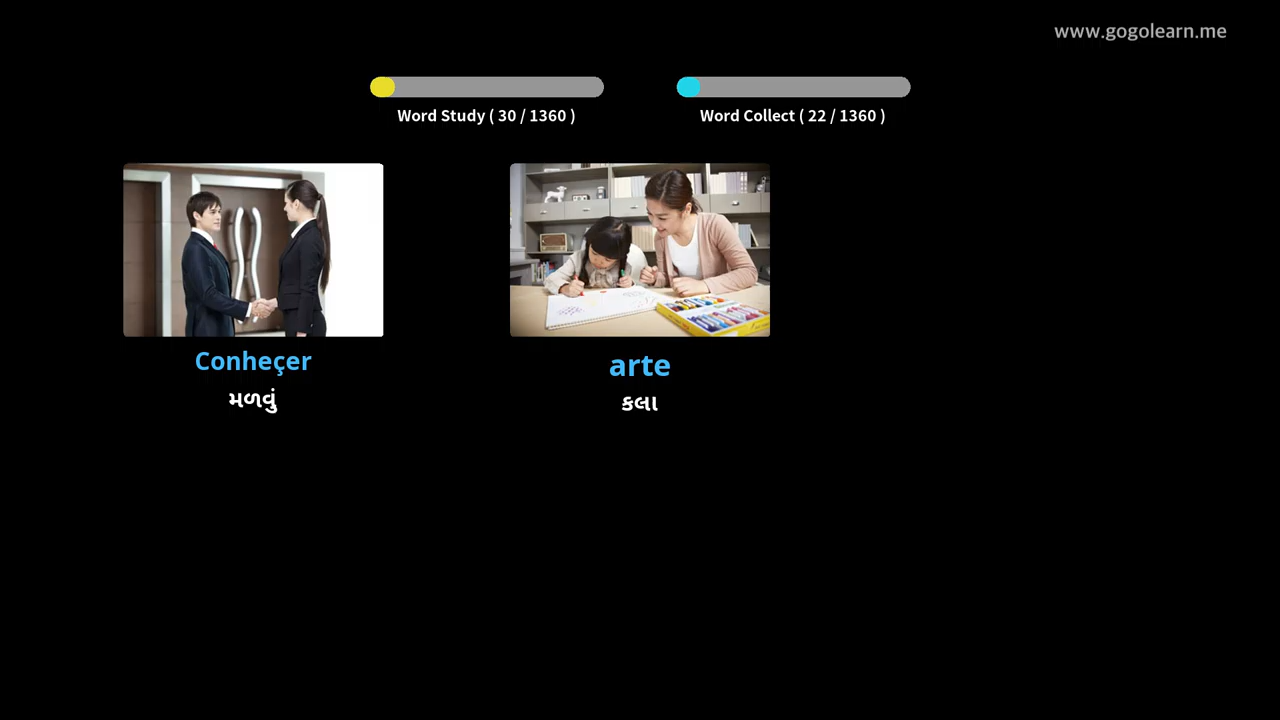 www.gogolearn.me
Word Study ( 30 / 1360 )
Word Collect ( 22 / 1360 )
Conheçer
મળવું
arte
કલા